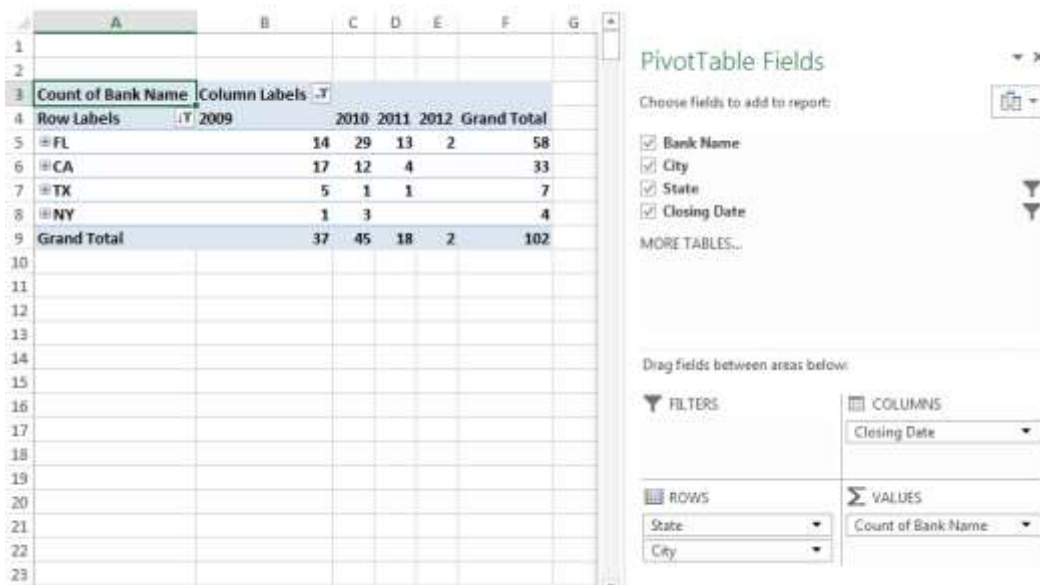 A B C D E F G
1
2
3 Count of Bank Name Column Labels
4 Row Labels 2009 2010 2011 2012 Grand Total
5 FL 14 29 13 2 58
6 CA 17 12 4 33
7 TX 5 1 1 7
8 NY 1 3 4
9 Grand Total 37 45 18 2 102
10
11
12
13
14
15
16
17
18
19
20
21
22
23
PivotTable Fields
Choose fields to add to report:
Bank Name
City
State
Closing Date
MORE TABLES...
Drag fields between areas below:
FILTERS
COLUMNS
Closing Date
ROWS
State
City
VALUES
Count of Bank Name